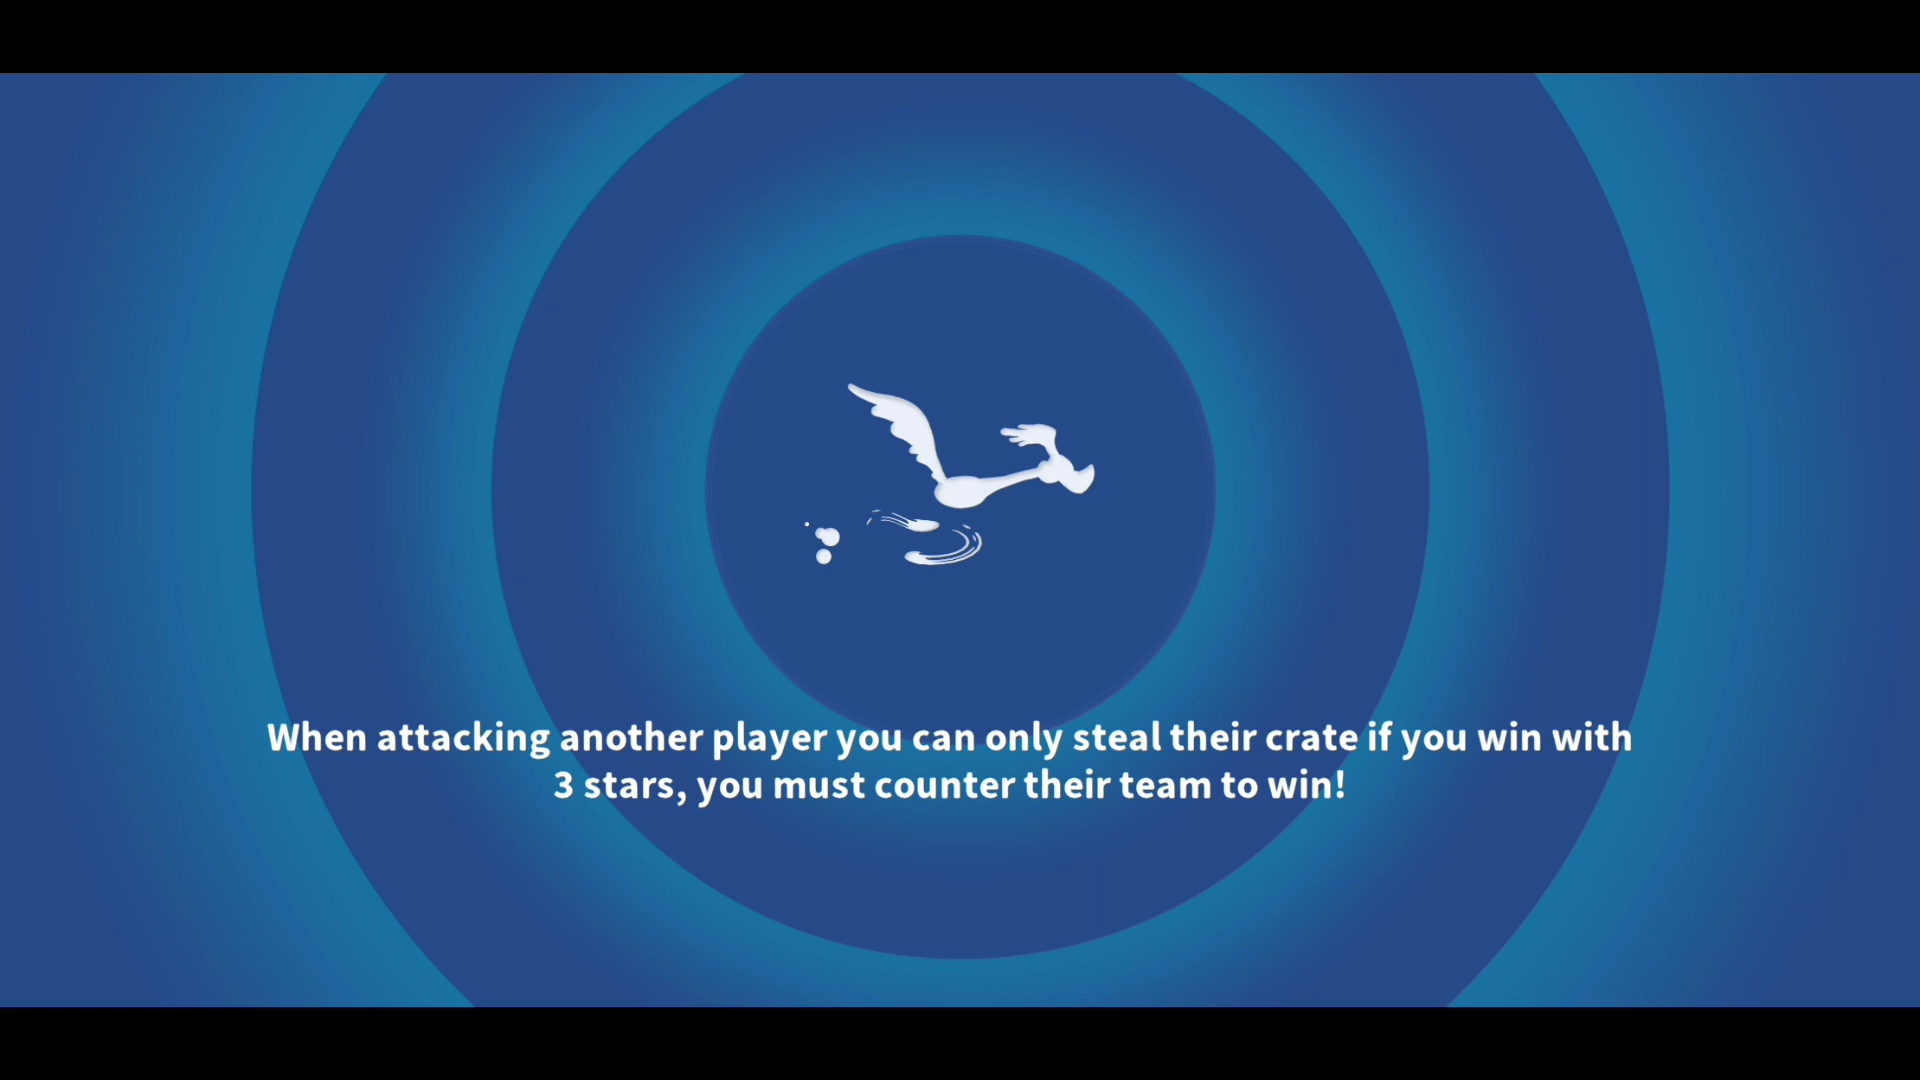 When attacking another player you can only steal their crate if you win with
3 stars, you must counter their team to win!